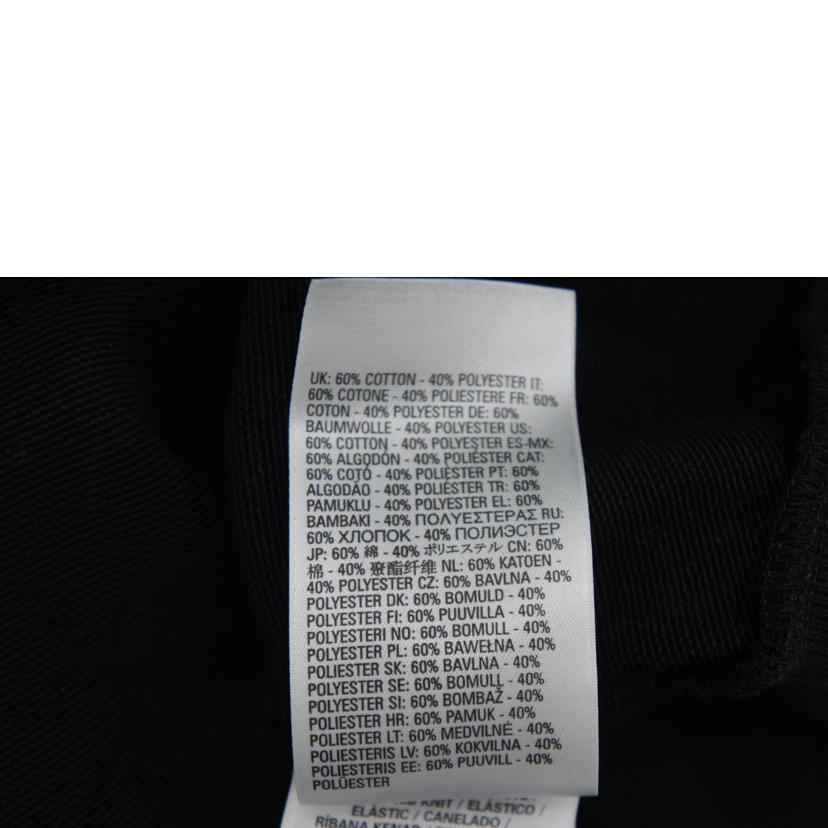 UK: 60% COTTON - 40% POLYESTER IT:
60% COTONE - 40% POLIESTERE FR: 60%
COTON - 40% POLYESTER DE: 60%
BAUMWOLLE - 40% POLYESTER US:
60% COTTON - 40% POLYESTER ES-MX:
60% ALGODÓN - 40% POLIÉSTER CAT:
60% COTÓ - 40% POLIÈSTER PT: 60%
ALGODÃO - 40% POLIÉSTER TR: 60%
PAMUKLU - 40% POLYESTER EL: 60%
ΒΑΜΒΑΚΙ - 40% ΠΟΛΥΕΣΤΕΡΑΣ RU:
60% ХЛОПОК - 40% ПОЛИЭСТЕР
JP: 60% 綿 - 40% ポリエステル CN: 60%
棉 - 40% 聚酯纤维 NL: 60% KATOEN -
40% POLYESTER CZ: 60% BAVLNA - 40%
POLYESTER DK: 60% BOMULD - 40%
POLYESTER FI: 60% PUUVILLA - 40%
POLYESTERI NO: 60% BOMULL - 40%
POLYESTER PL: 60% BAWEŁNA - 40%
POLIESTER SK: 60% BAVLNA - 40%
POLYESTER SE: 60% BOMULL - 40%
POLYESTER SI: 60% BOMBAŽ - 40%
POLIESTER HR: 60% PAMUK - 40%
POLIESTER LT: 60% MEDVILNĖ - 40%
POLIESTERIS LV: 60% KOKVILNA - 40%
POLIESTERIS EE: 60% PUUVILL - 40%
POLÜESTER
KNIT / ELÁSTICO /
ELÀSTIC / CANELADO /
RİBANA KENAR